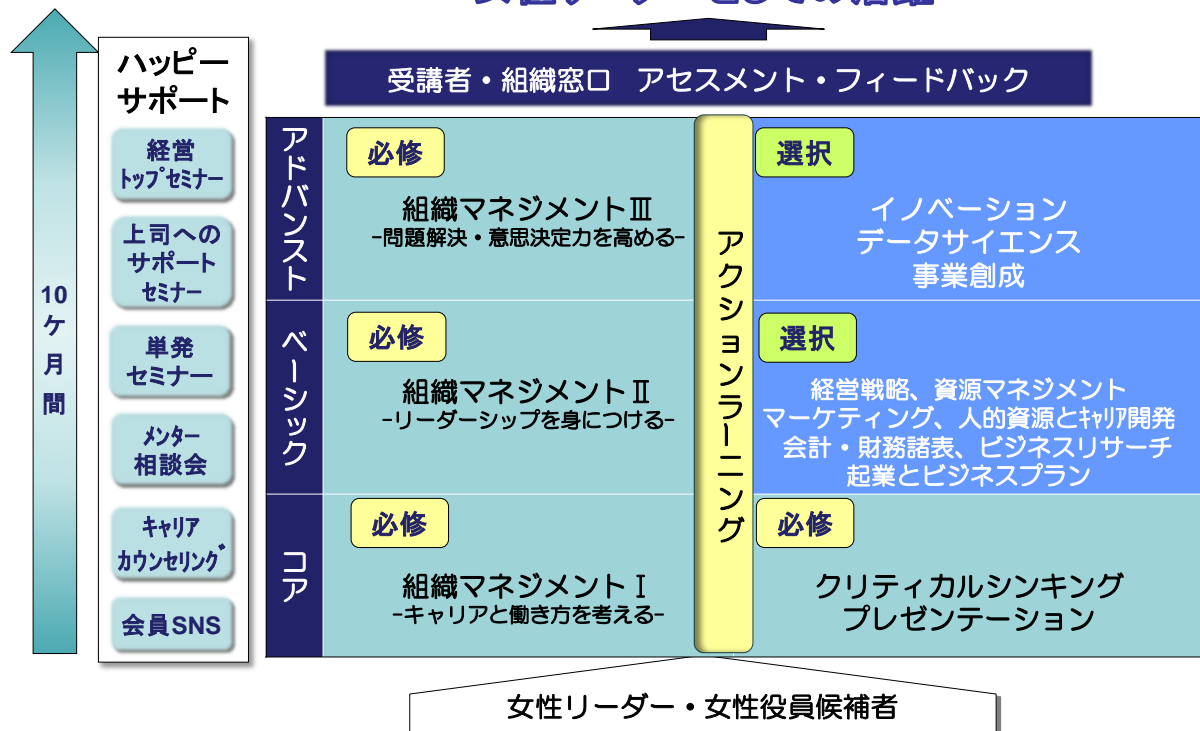 受講者・組織窓口 アセスメント・フィードバック
10ケ月間
ハッピー
サポート
経営
トップセミナー
上司への
サポート
セミナー
単発
セミナー
メンター
相談会
キャリア
カウンセリング
会員SNS
アドバンスト
必修
組織マネジメントⅢ
-問題解決・意思決定力を高める-
選択
イノベーション
データサイエンス
事業創成
ベーシック
必修
組織マネジメントⅡ
-リーダーシップを身につける-
選択
経営戦略、資源マネジメント
マーケティング、人的資源とキャリア開発
会計・財務諸表、ビジネスリサーチ
起業とビジネスプラン
コア
必修
組織マネジメントⅠ
-キャリアと働き方を考える-
必修
クリティカルシンキング
プレゼンテーション
アクションラーニング
女性リーダー・女性役員候補者